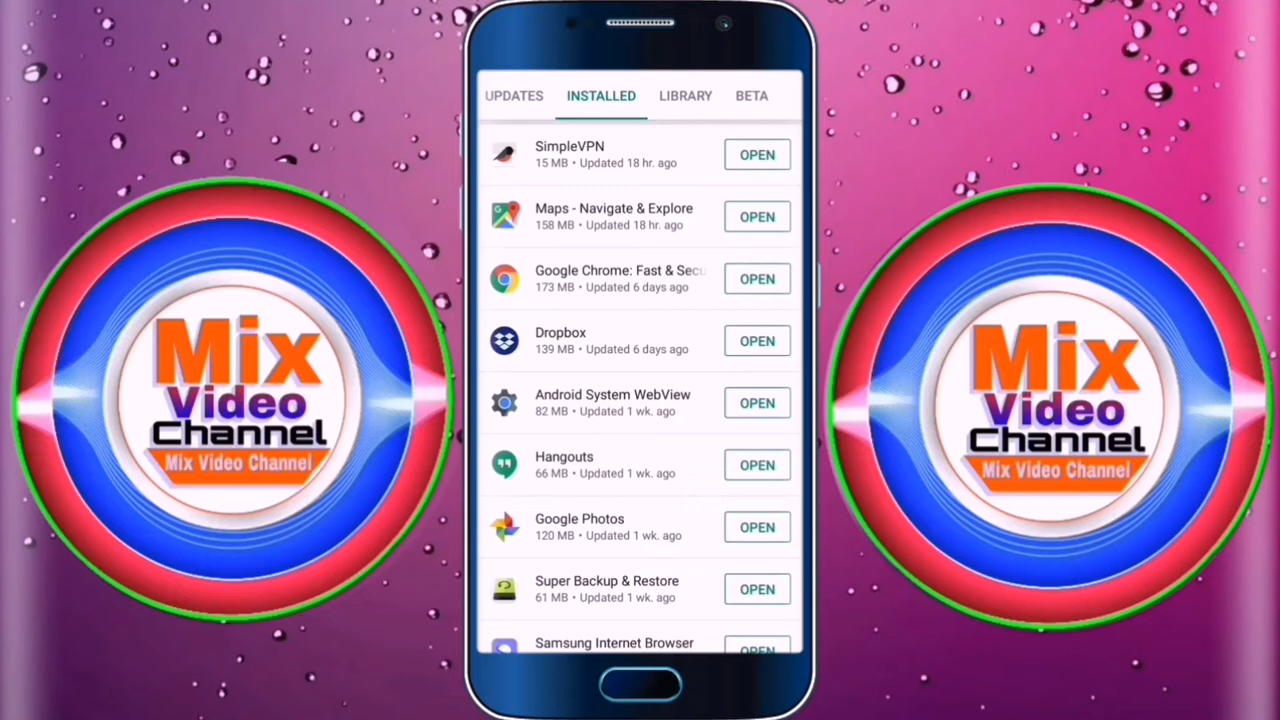 UPDATES INSTALLED LIBRARY BETA
SimpleVPN
15 MB • Updated 18 hr. ago
OPEN
Maps - Navigate & Explore
158 MB • Updated 18 hr. ago
OPEN
Google Chrome: Fast & Secu
173 MB • Updated 6 days ago
OPEN
Dropbox
139 MB • Updated 6 days ago
OPEN
Android System WebView
82 MB • Updated 1 wk. ago
OPEN
Hangouts
66 MB • Updated 1 wk. ago
OPEN
Google Photos
120 MB • Updated 1 wk. ago
OPEN
Super Backup & Restore
61 MB • Updated 1 wk. ago
OPEN
Samsung Internet Browser
OPEN
Mix
Video
Channel
Mix Video Channel
Mix
Video
Channel
Mix Video Channel